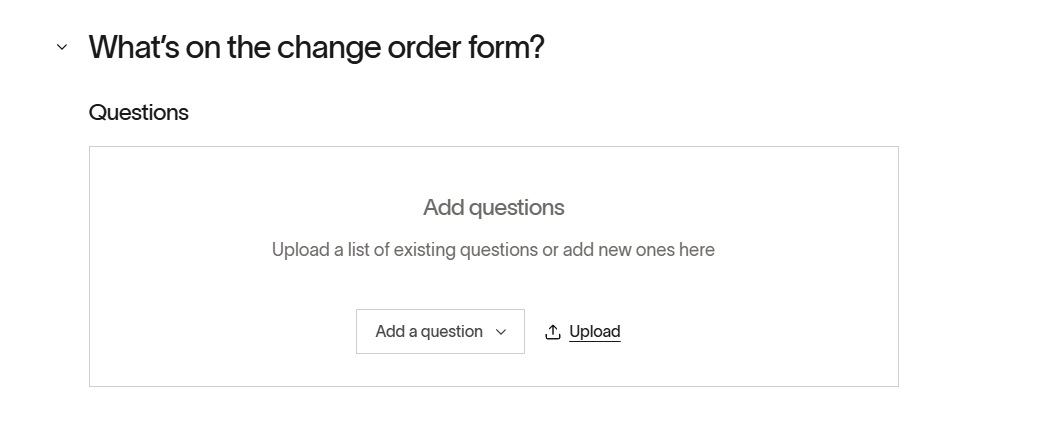 What's on the change order form?
Questions
Add questions
Upload a list of existing questions or add new ones here
Add a question
Upload